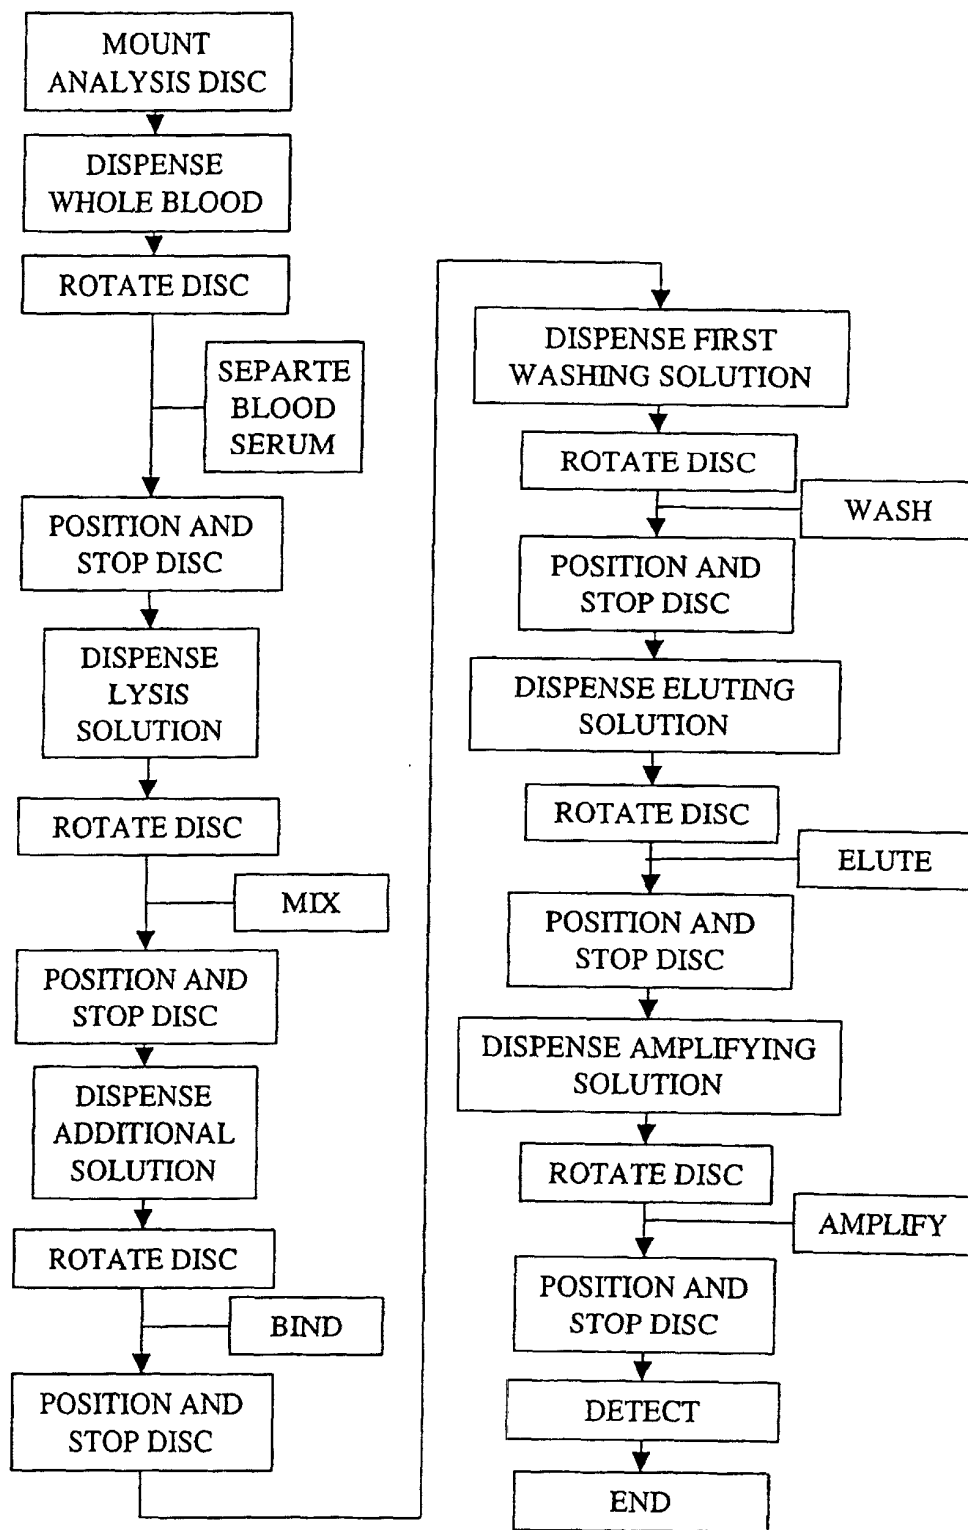 MOUNT
ANALYSIS DISC
DISPENSE
WHOLE BLOOD
ROTATE DISC
SEPARTE
BLOOD
SERUM
POSITION AND
STOP DISC
DISPENSE
LYSIS
SOLUTION
ROTATE DISC
MIX
POSITION AND
STOP DISC
DISPENSE
ADDITIONAL
SOLUTION
ROTATE DISC
BIND
POSITION AND
STOP DISC
DISPENSE FIRST
WASHING SOLUTION
ROTATE DISC
WASH
POSITION AND
STOP DISC
DISPENSE ELUTING
SOLUTION
ROTATE DISC
ELUTE
POSITION AND
STOP DISC
DISPENSE AMPLIFYING
SOLUTION
ROTATE DISC
AMPLIFY
POSITION AND
STOP DISC
DETECT
END